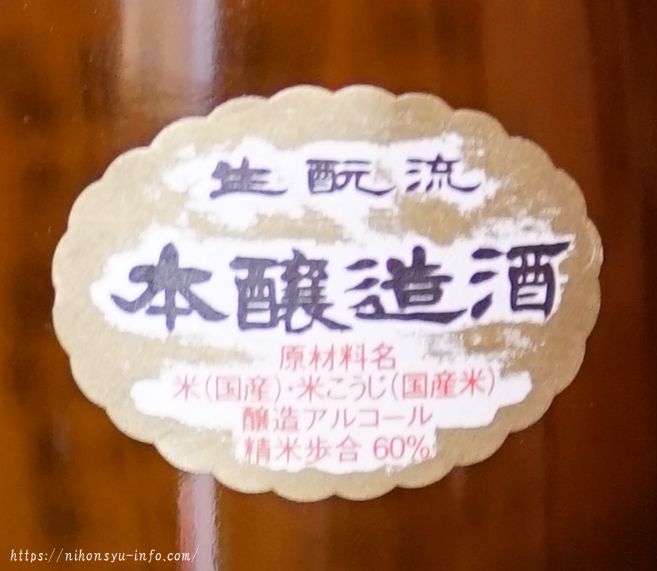 生酛流
本醸造酒
原材料名
米(国産)・米こうじ(国産米)
醸造アルコール
精米歩合 60%
https://nihonsyu-info.com/